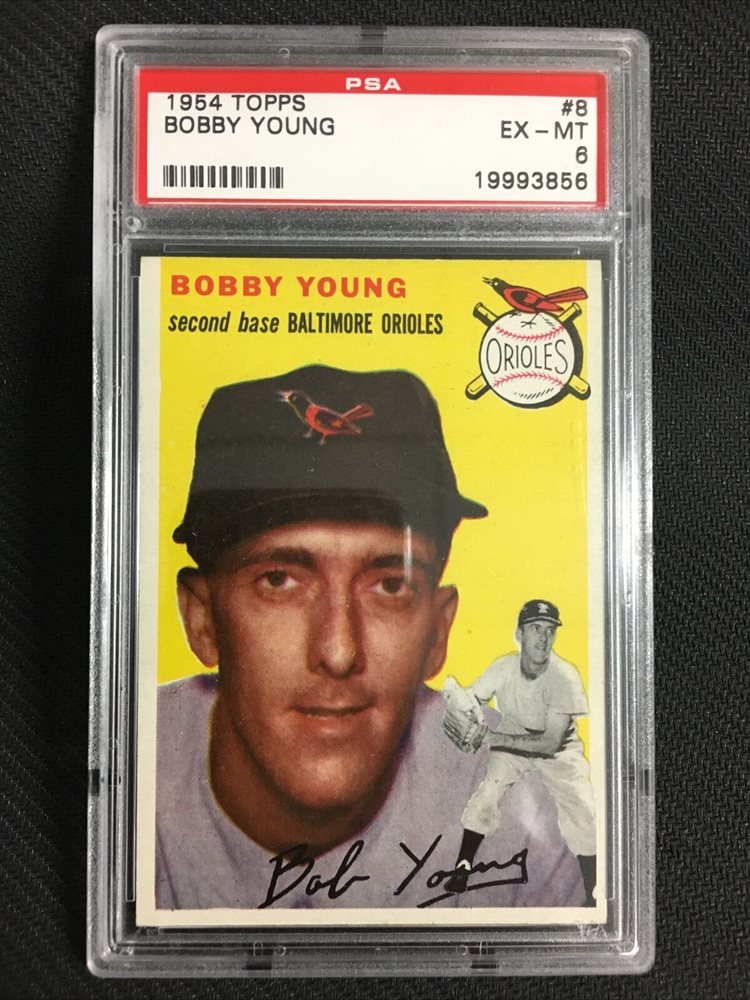 PSA
1954 TOPPS #8
BOBBY YOUNG EX - MT
6
19993856
BOBBY YOUNG
second base BALTIMORE ORIOLES
ORIOLES
Bob Young